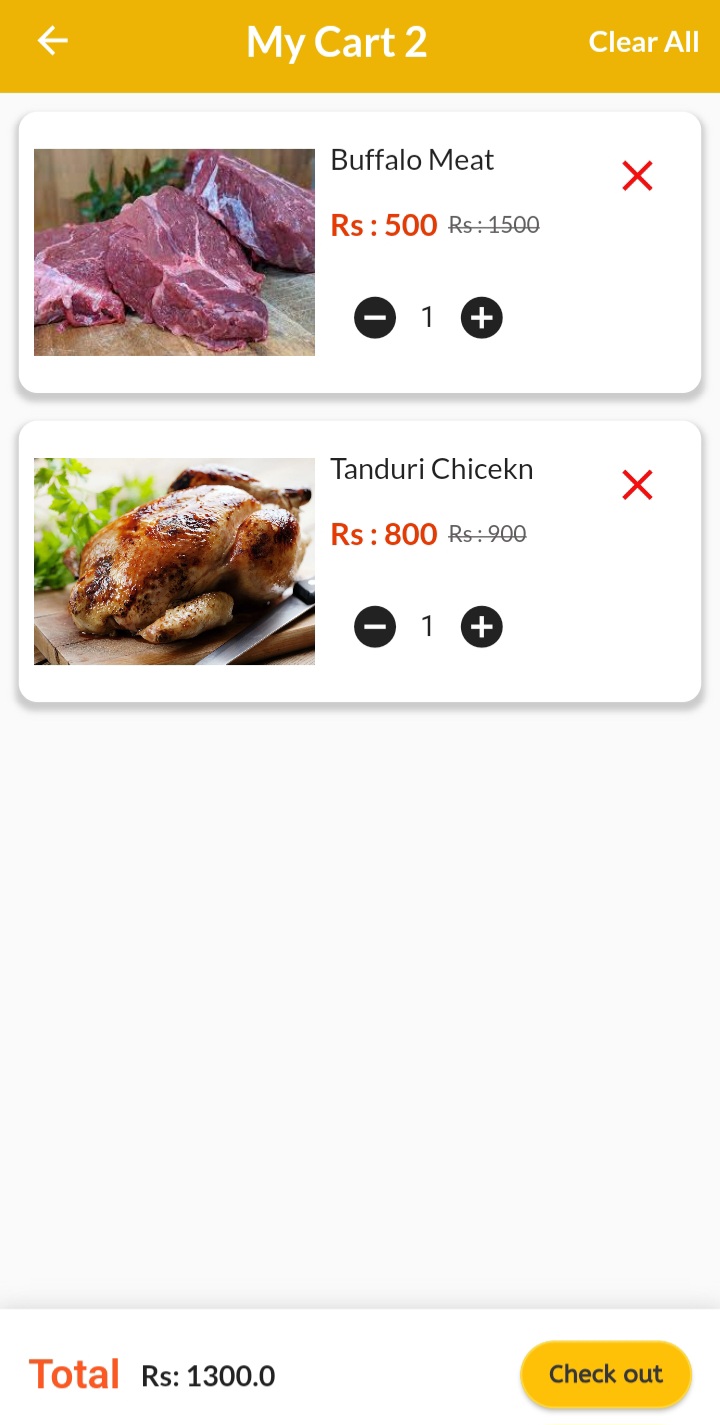 My Cart 2
Clear All
Buffalo Meat
Rs : 500 Rs : 1500
1
Tanduri Chicekn
Rs : 800 Rs : 900
1
Total Rs: 1300.0
Check out